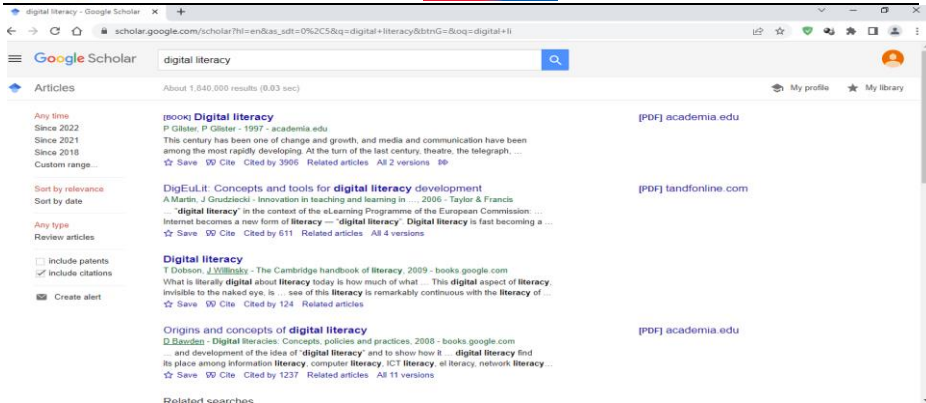 digital literacy - Google Scholar
scholar.google.com/scholar?hl=en&as_sdt=0%2C5&q=digital+literacy&btnG=&oq=digital+li
Google Scholar
digital literacy
Articles
About 1,840,000 results (0.03 sec)
My profile
My library
Any time
Since 2022
Since 2021
Since 2018
Custom range...
Sort by relevance
Sort by date
Any type
Review articles
include patents
include citations
Create alert
[BOOK] Digital literacy
P Gilster, P Glister - 1997 - academia.edu
This century has been one of change and growth, and media and communication have been
among the most rapidly developing. At the turn of the last century, theatre, the telegraph, ...
Save Cite Cited by 3906 Related articles All 2 versions
[PDF] academia.edu
DigEuLit: Concepts and tools for digital literacy development
A Martin, J Grudziecki - Innovation in teaching and learning in ..., 2006 - Taylor & Francis
... "digital literacy" in the context of the eLearning Programme of the European Commission: ...
Internet becomes a new form of literacy — "digital literacy". Digital literacy is fast becoming a ...
Save Cite Cited by 611 Related articles All 4 versions
[PDF] tandfonline.com
Digital literacy
T Dobson, J Willinsky - The Cambridge handbook of literacy, 2009 - books.google.com
What is literally digital about literacy today is how much of what ... This digital aspect of literacy,
invisible to the naked eye, is ... see of this literacy is remarkably continuous with the literacy of ...
Save Cite Cited by 124 Related articles
Origins and concepts of digital literacy
D Bawden - Digital literacies: Concepts, policies and practices, 2008 - books.google.com
... and development of the idea of "digital literacy" and to show how it ... digital literacy find
its place among information literacy, computer literacy, ICT literacy, el iteracy, network literacy...
Save Cite Cited by 1237 Related articles All 11 versions
[PDF] academia.edu
Related searches